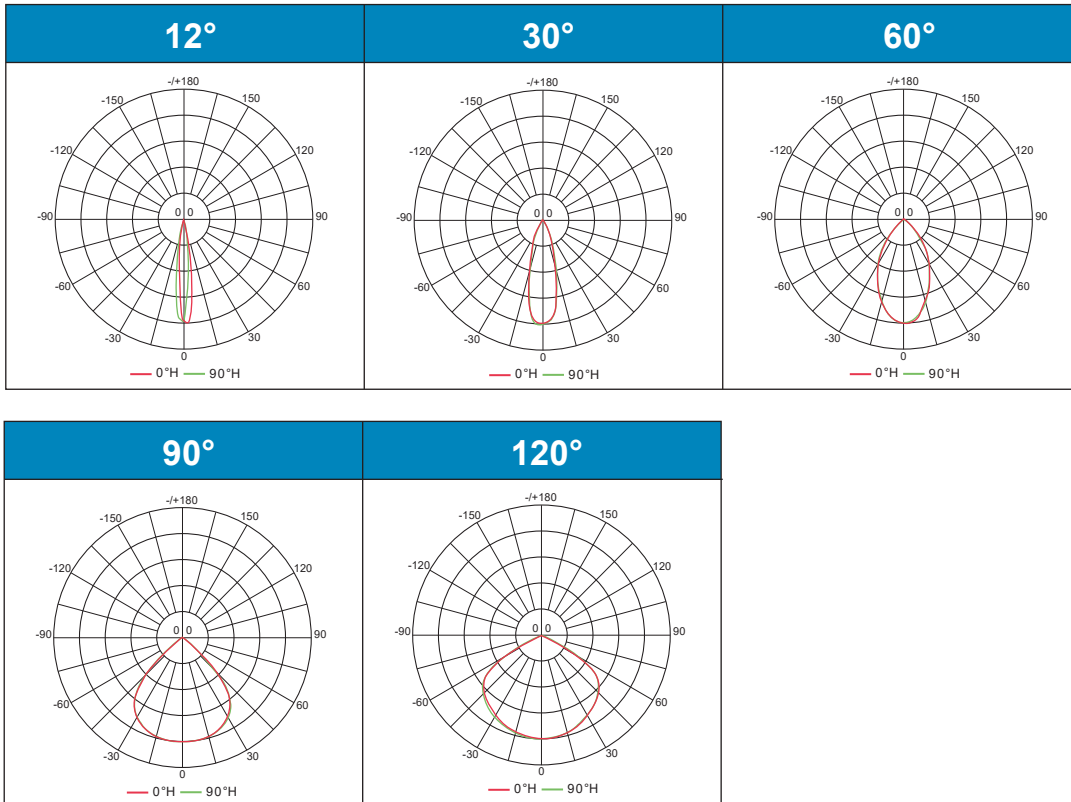 12° 30° 60°
-/+180 -/+180 -/+180
-150 150 -150 150 -150 150
-120 120 -120 120 -120 120
-90 0 0 90 -90 0 0 90 -90 0 0 90
-60 60 -60 60 -60 60
-30 30 -30 30 -30 30
0 0 0
0°H 90°H 0°H 90°H 0°H 90°H
90° 120°
-/+180 -/+180
-150 150 -150 150
-120 120 -120 120
-90 0 0 90 -90 0 0 90
-60 60 -60 60
-30 30 -30 30
0 0
0°H 90°H 0°H 90°H